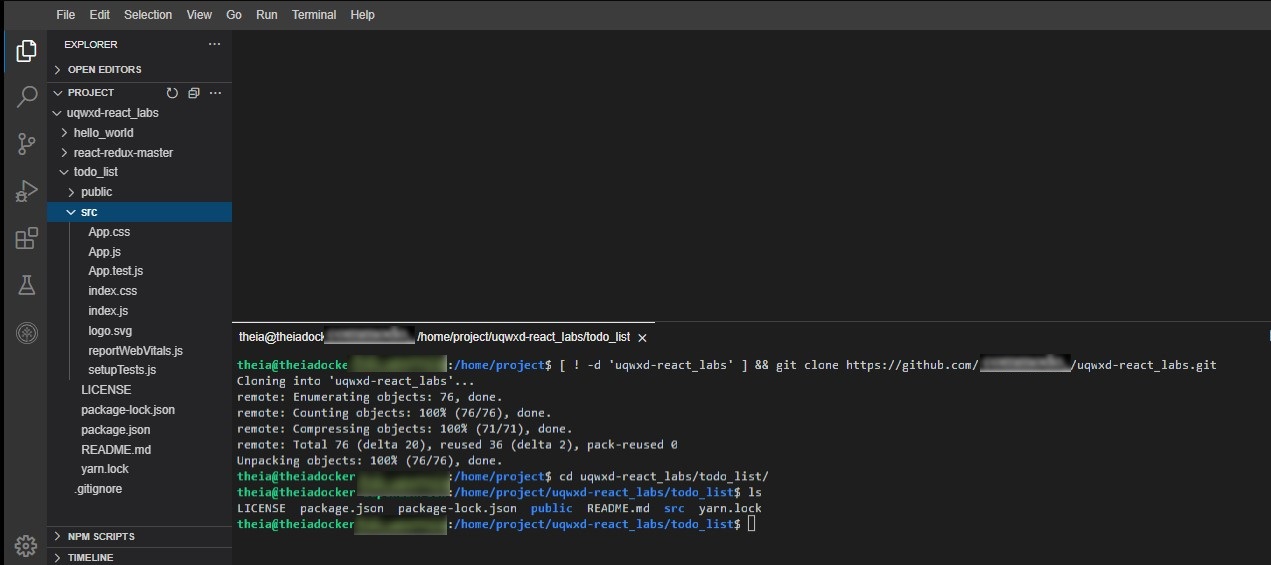 File Edit Selection View Go Run Terminal Help
EXPLORER
OPEN EDITORS
PROJECT
uqwxd-react_labs
hello_world
react-redux-master
todo_list
public
src
App.css
App.js
App.test.js
index.css
index.js
logo.svg
reportWebVitals.js
setupTests.js
LICENSE
package-lock.json
package.json
README.md
yarn.lock
.gitignore
NPM SCRIPTS
TIMELINE
theia@theiadock /home/project/uqwxd-react_labs/todo_list
theia@theiadocker :/home/project$ [ ! -d 'uqwxd-react_labs' ] && git clone https://github.com/ /uqwxd-react_labs.git
Cloning into 'uqwxd-react_labs'...
remote: Enumerating objects: 76, done.
remote: Counting objects: 100% (76/76), done.
remote: Compressing objects: 100% (71/71), done.
remote: Total 76 (delta 20), reused 36 (delta 2), pack-reused 0
Unpacking objects: 100% (76/76), done.
theia@theiadocker :/home/project$ cd uqwxd-react_labs/todo_list/
theia@theiadocker :/home/project/uqwxd-react_labs/todo_list$ ls
LICENSE package.json package-lock.json public README.md src yarn.lock
theia@theiadocker :/home/project/uqwxd-react_labs/todo_list$